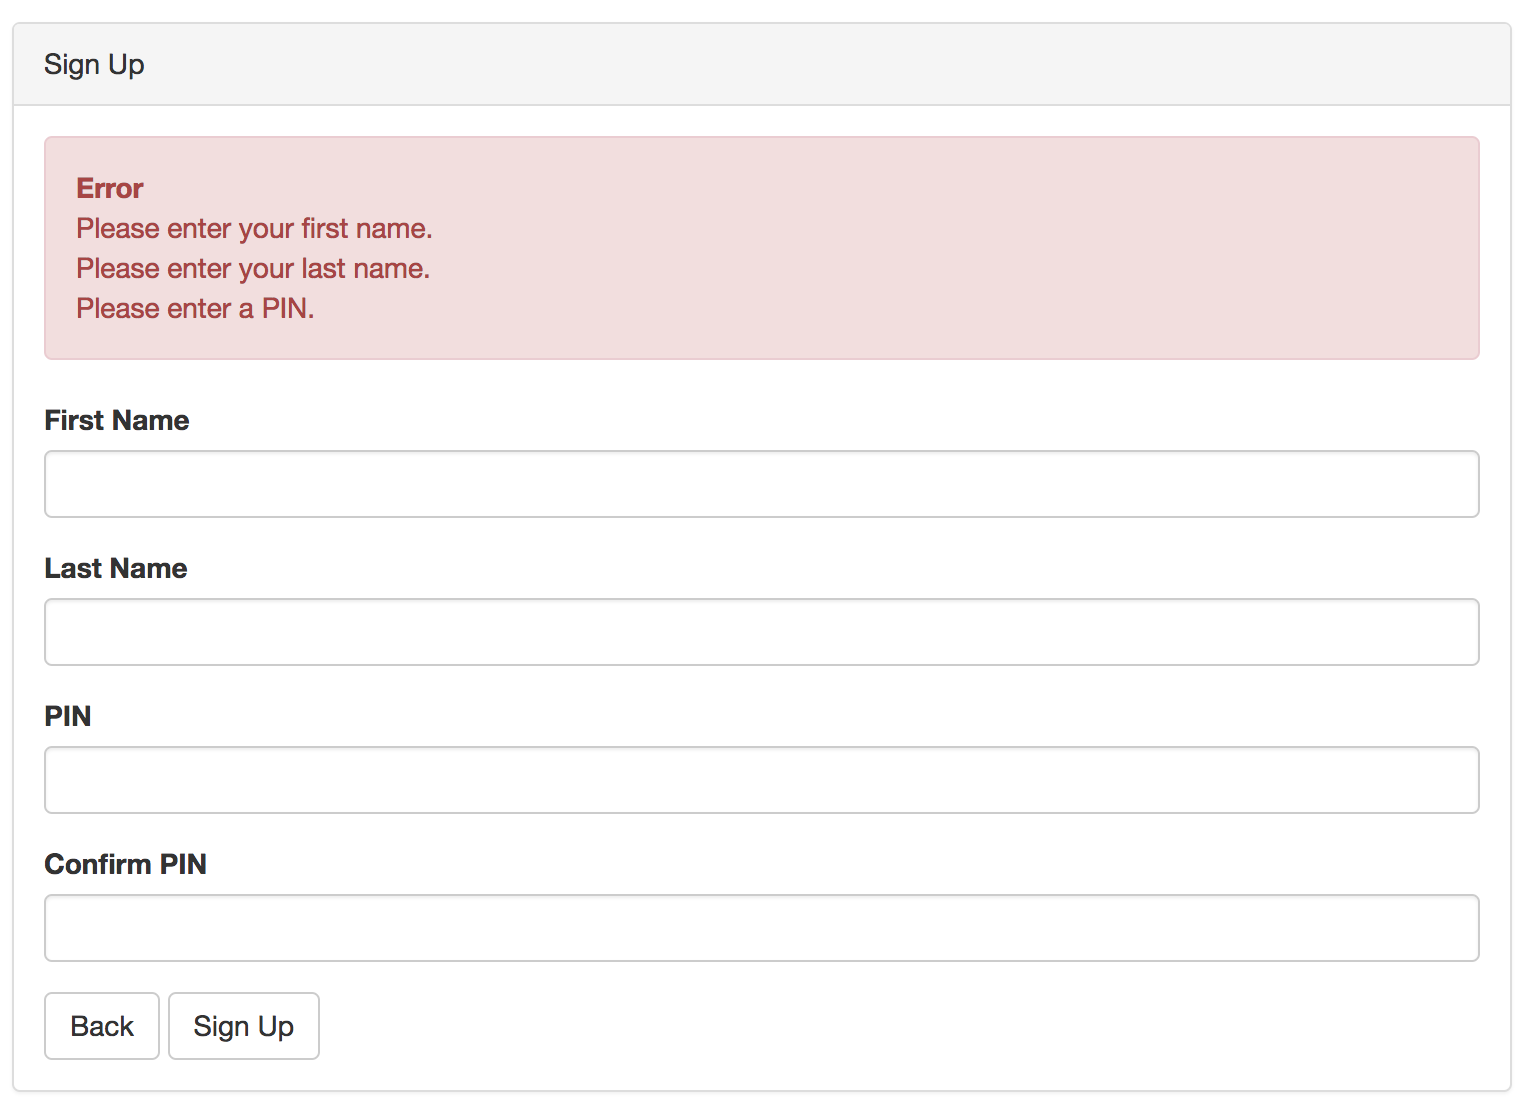 Sign Up
Error
Please enter your first name.
Please enter your last name.
Please enter a PIN.
First Name
Last Name
PIN
Confirm PIN
Back Sign Up